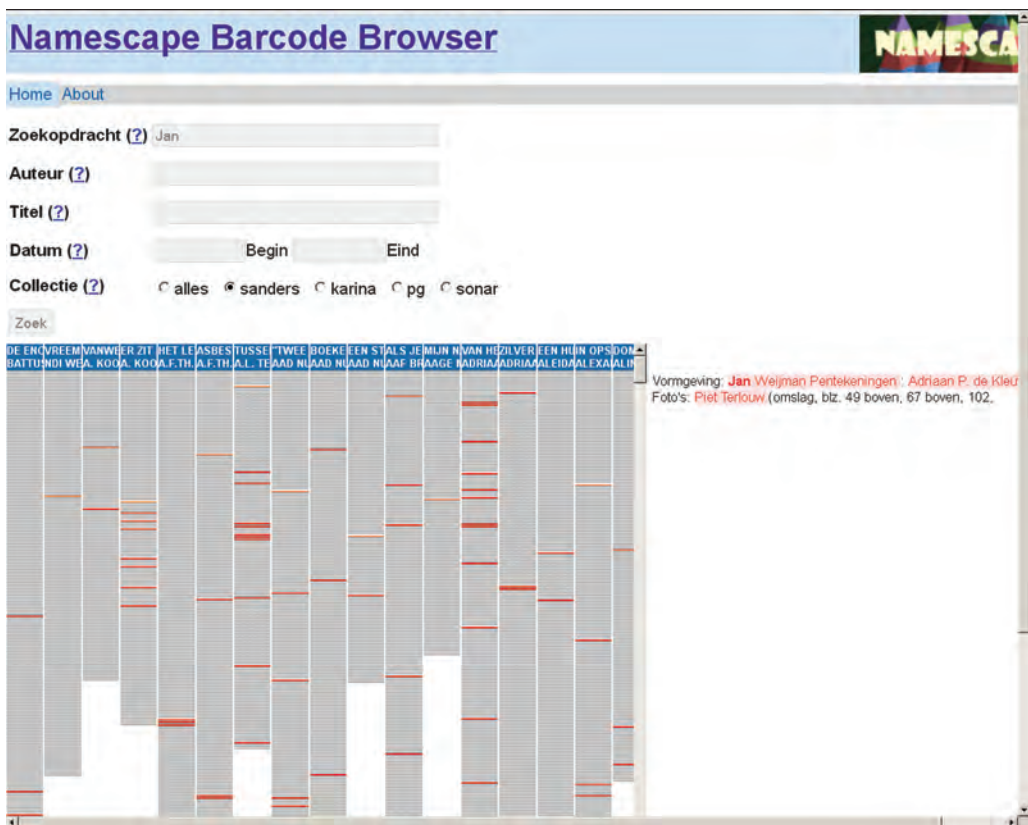 Namescape Barcode Browser
NAMESCA
Home About
Zoekopdracht (?) Jan
Auteur (?)
Titel (?)
Datum (?) Begin Eind
Collectie (?) alles sanders karina pg sonar
Zoek
DE ENC VREEM VANWE ER ZIT HET LE ASBES TUSSE "TWEE BOEKE EEN ST ALS JE MIJN N VAN HE ZILVER EEN HU IN OPS DOM
BATTUS NDI WE A. KOO A. KOO A.F.TH. A.F.TH. A.L. TE AAD NU AAD NU AAD NU AAF BR AAGE ADRIA ADRIAA ALEIDA ALEXA ALIN
Vormgeving: Jan Weijman Pentekeningen : Adriaan P. de Kleu
Foto's: Piet Terlouw (omslag, blz. 49 boven, 67 boven, 102,